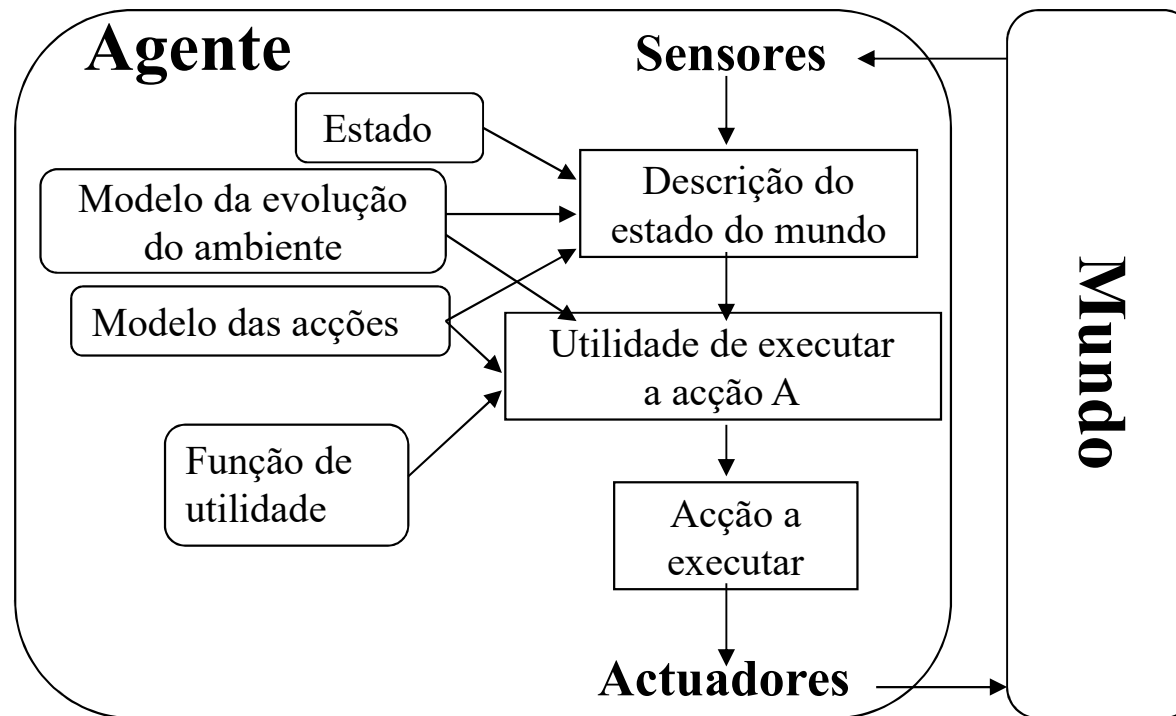 Agente
Sensores
Estado
Descrição do
estado do mundo
Modelo da evolução
do ambiente
Modelo das acções
Utilidade de executar
a acção A
Função de
utilidade
Acção a
executar
Actuadores
Mundo